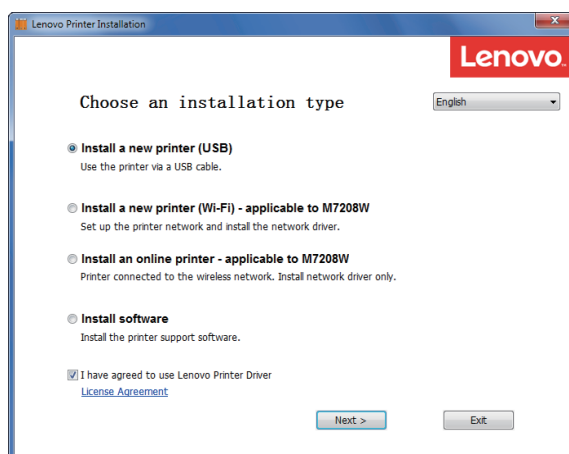 Lenovo Printer Installation
Lenovo
Choose an installation type
English
Install a new printer (USB)
Use the printer via a USB cable.
Install a new printer (Wi-Fi) - applicable to M7208W
Set up the printer network and install the network driver.
Install an online printer - applicable to M7208W
Printer connected to the wireless network. Install network driver only.
Install software
Install the printer support software.
I have agreed to use Lenovo Printer Driver
License Agreement
Next >
Exit